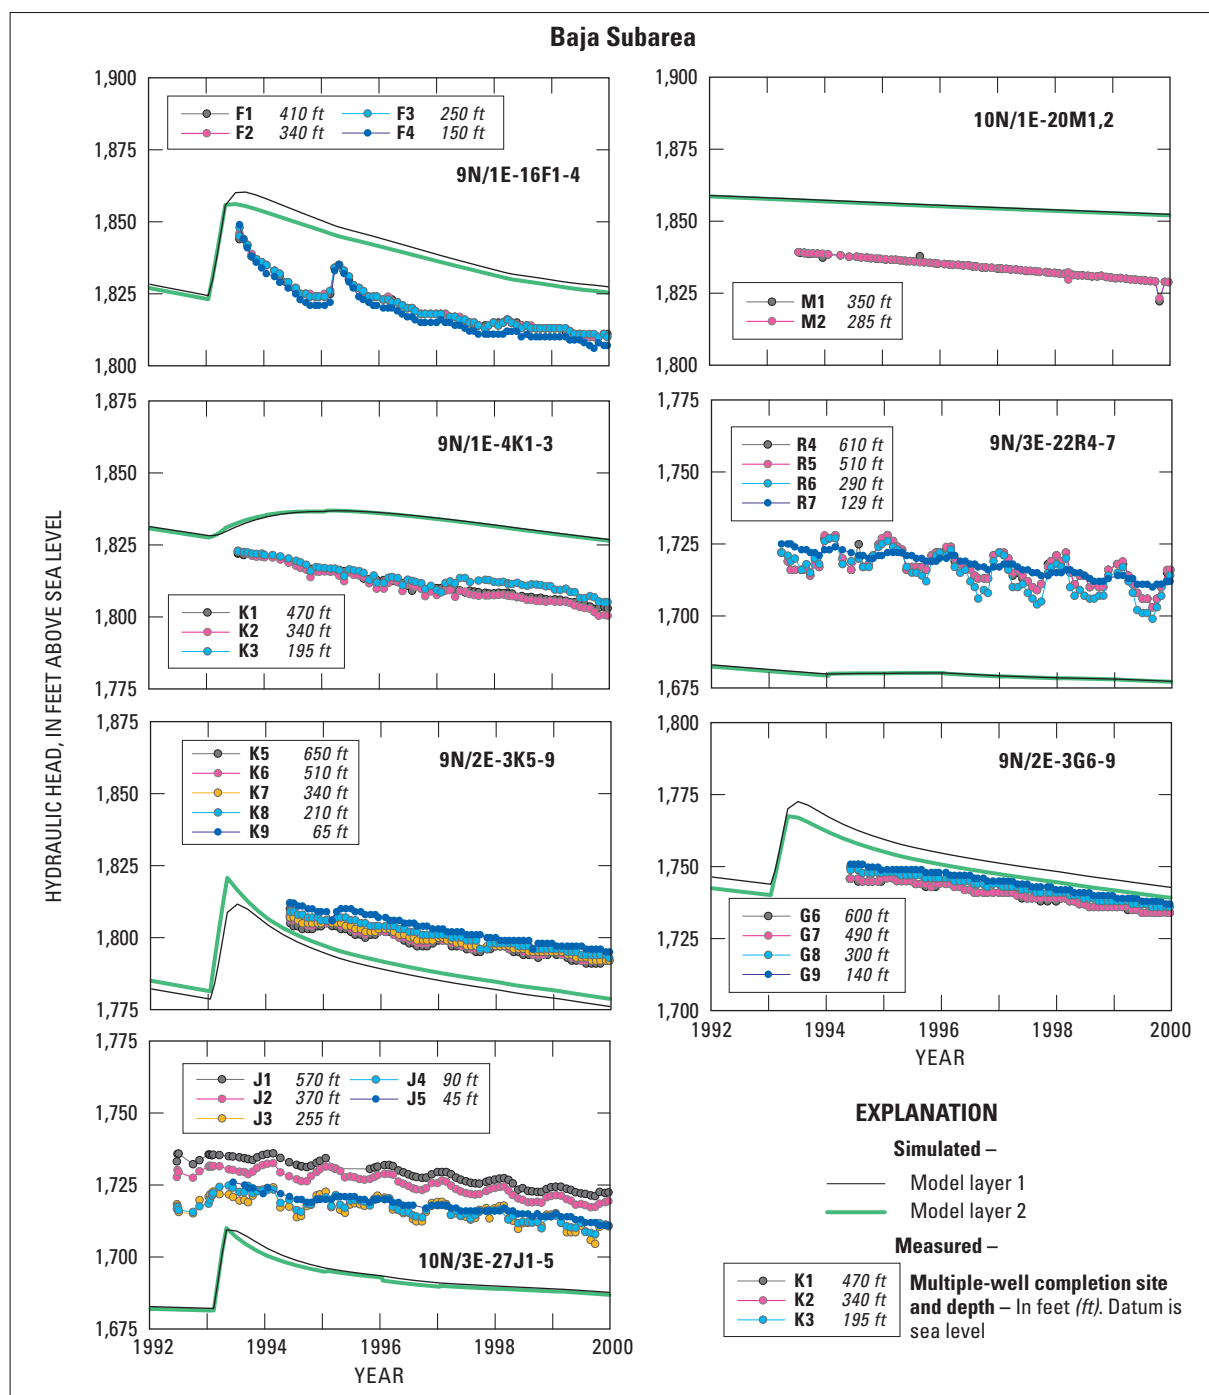 Baja Subarea
HYDRAULIC HEAD, IN FEET ABOVE SEA LEVEL
1,900
1,875
1,850
1,825
1,800
F1 410 ft F3 250 ft
F2 340 ft F4 150 ft
9N/1E-16F1-4
1,900
1,875
1,850
1,825
1,800
10N/1E-20M1,2
M1 350 ft
M2 285 ft
1,875
1,850
1,825
1,800
1,775
9N/1E-4K1-3
K1 470 ft
K2 340 ft
K3 195 ft
1,775
1,750
1,725
1,700
1,675
R4 610 ft
R5 510 ft
R6 290 ft
R7 129 ft
9N/3E-22R4-7
1,875
1,850
1,825
1,800
1,775
K5 650 ft
K6 510 ft
K7 340 ft
K8 210 ft
K9 65 ft
9N/2E-3K5-9
1,800
1,775
1,750
1,725
1,700
9N/2E-3G6-9
G6 600 ft
G7 490 ft
G8 300 ft
G9 140 ft
1992 1994 1996 1998 2000
YEAR
1,775
1,750
1,725
1,700
1,675
J1 570 ft J4 90 ft
J2 370 ft J5 45 ft
J3 255 ft
10N/3E-27J1-5
1992 1994 1996 1998 2000
YEAR
EXPLANATION
Simulated –
Model layer 1
Model layer 2
Measured –
K1 470 ft
K2 340 ft
K3 195 ft
Multiple-well completion site
and depth – In feet (ft). Datum is
sea level